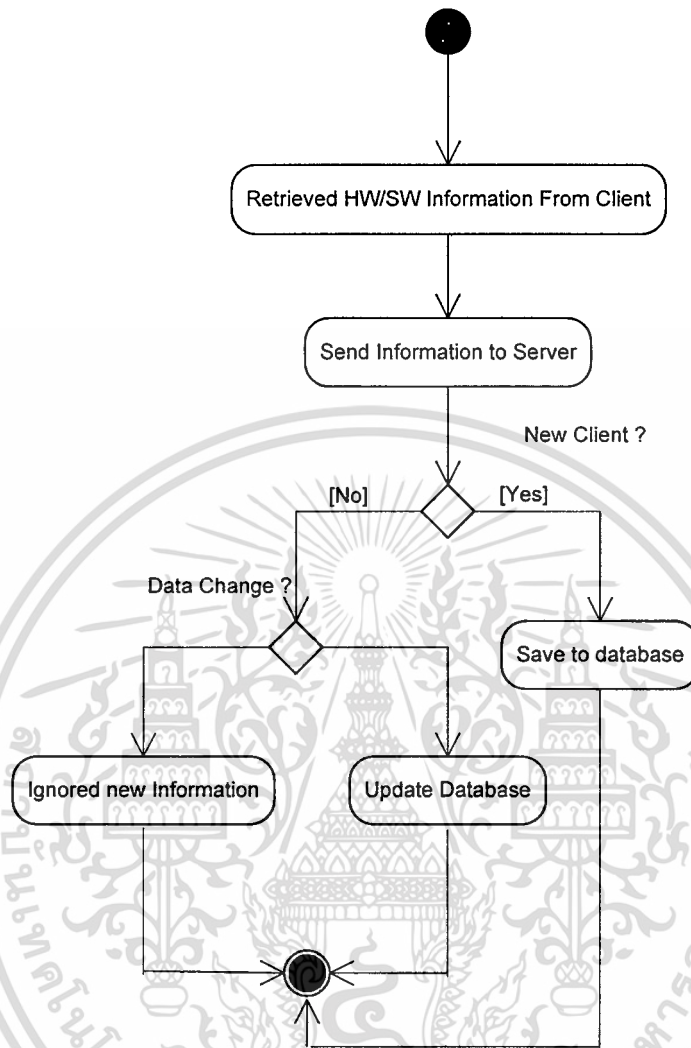 Retrieved HW/SW Information From Client
Send Information to Server
New Client ?
[No]
[Yes]
Data Change ?
Save to database
Ignored new Information
Update Database